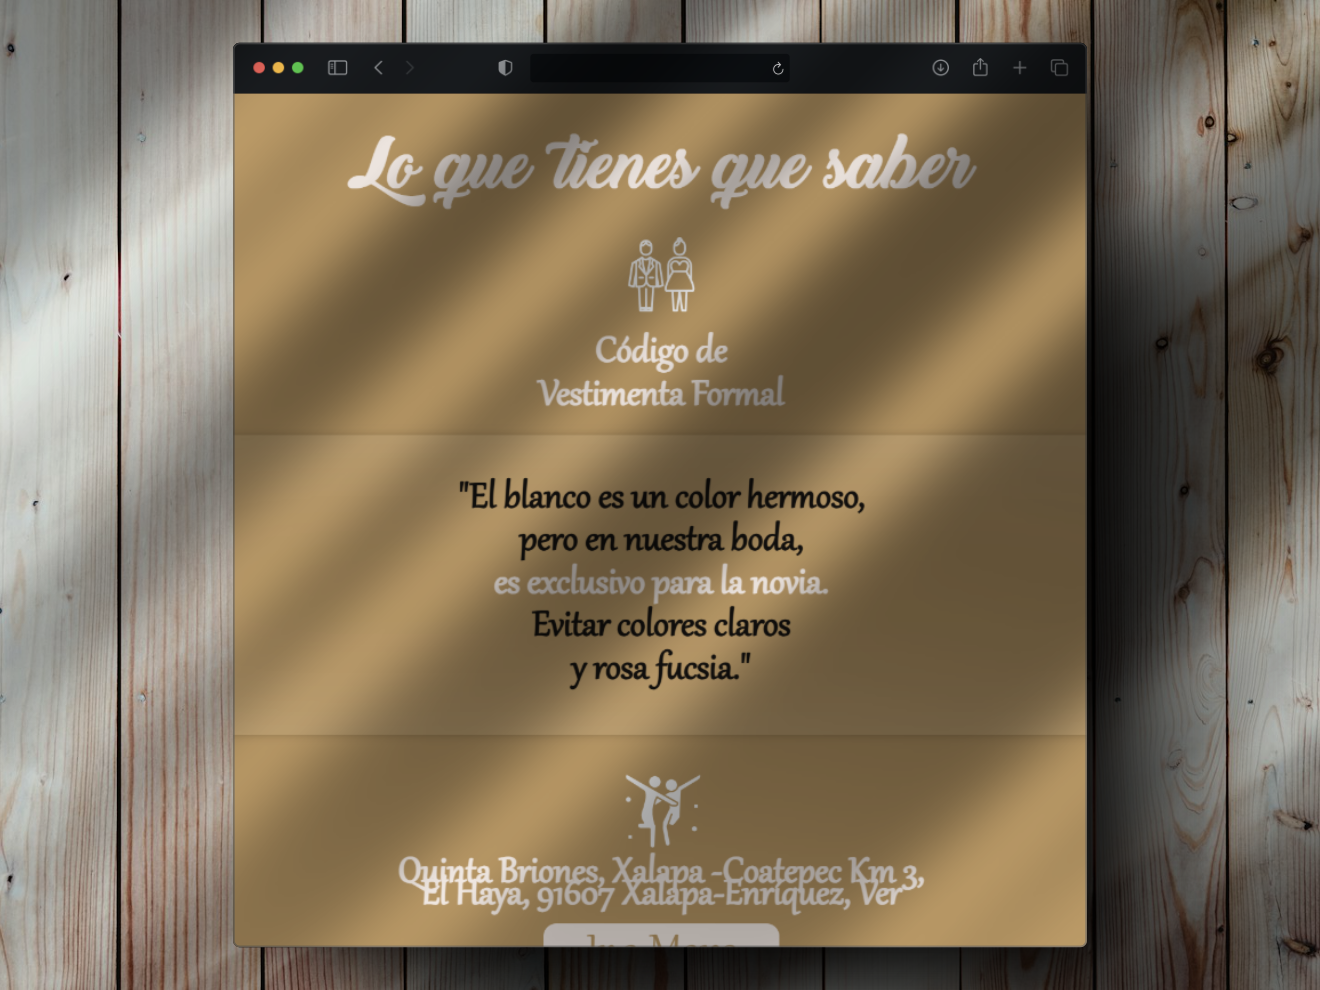 Lo que tienes que saber
Código de
Vestimenta Formal
"El blanco es un color hermoso,
pero en nuestra boda,
es exclusivo para la novia.
Evitar colores claros
y rosa fucsia."
Quinta Briones, Xalapa -Coatepec Km 3,
El Haya, 91607 Xalapa-Enríquez, Ver